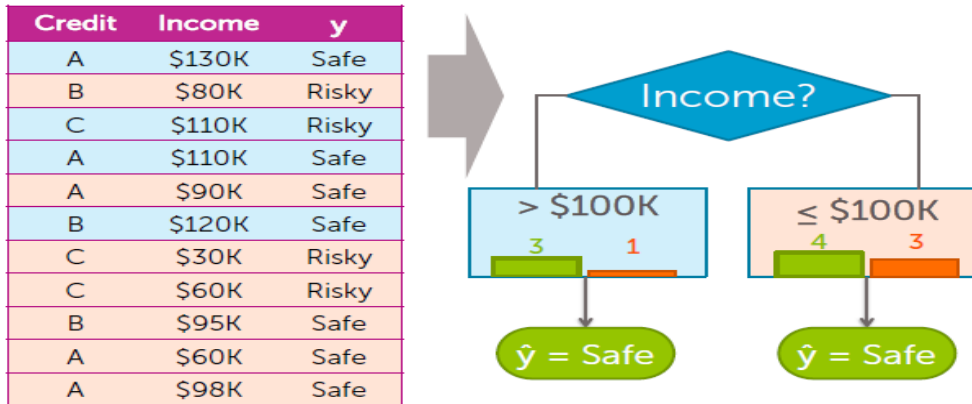 Credit Income y
A $130K Safe
B $80K Risky
C $110K Risky
A $110K Safe
A $90K Safe
B $120K Safe
C $30K Risky
C $60K Risky
B $95K Safe
A $60K Safe
A $98K Safe
Income?
> $100K
3 1
ŷ = Safe
≤ $100K
4 3
ŷ = Safe